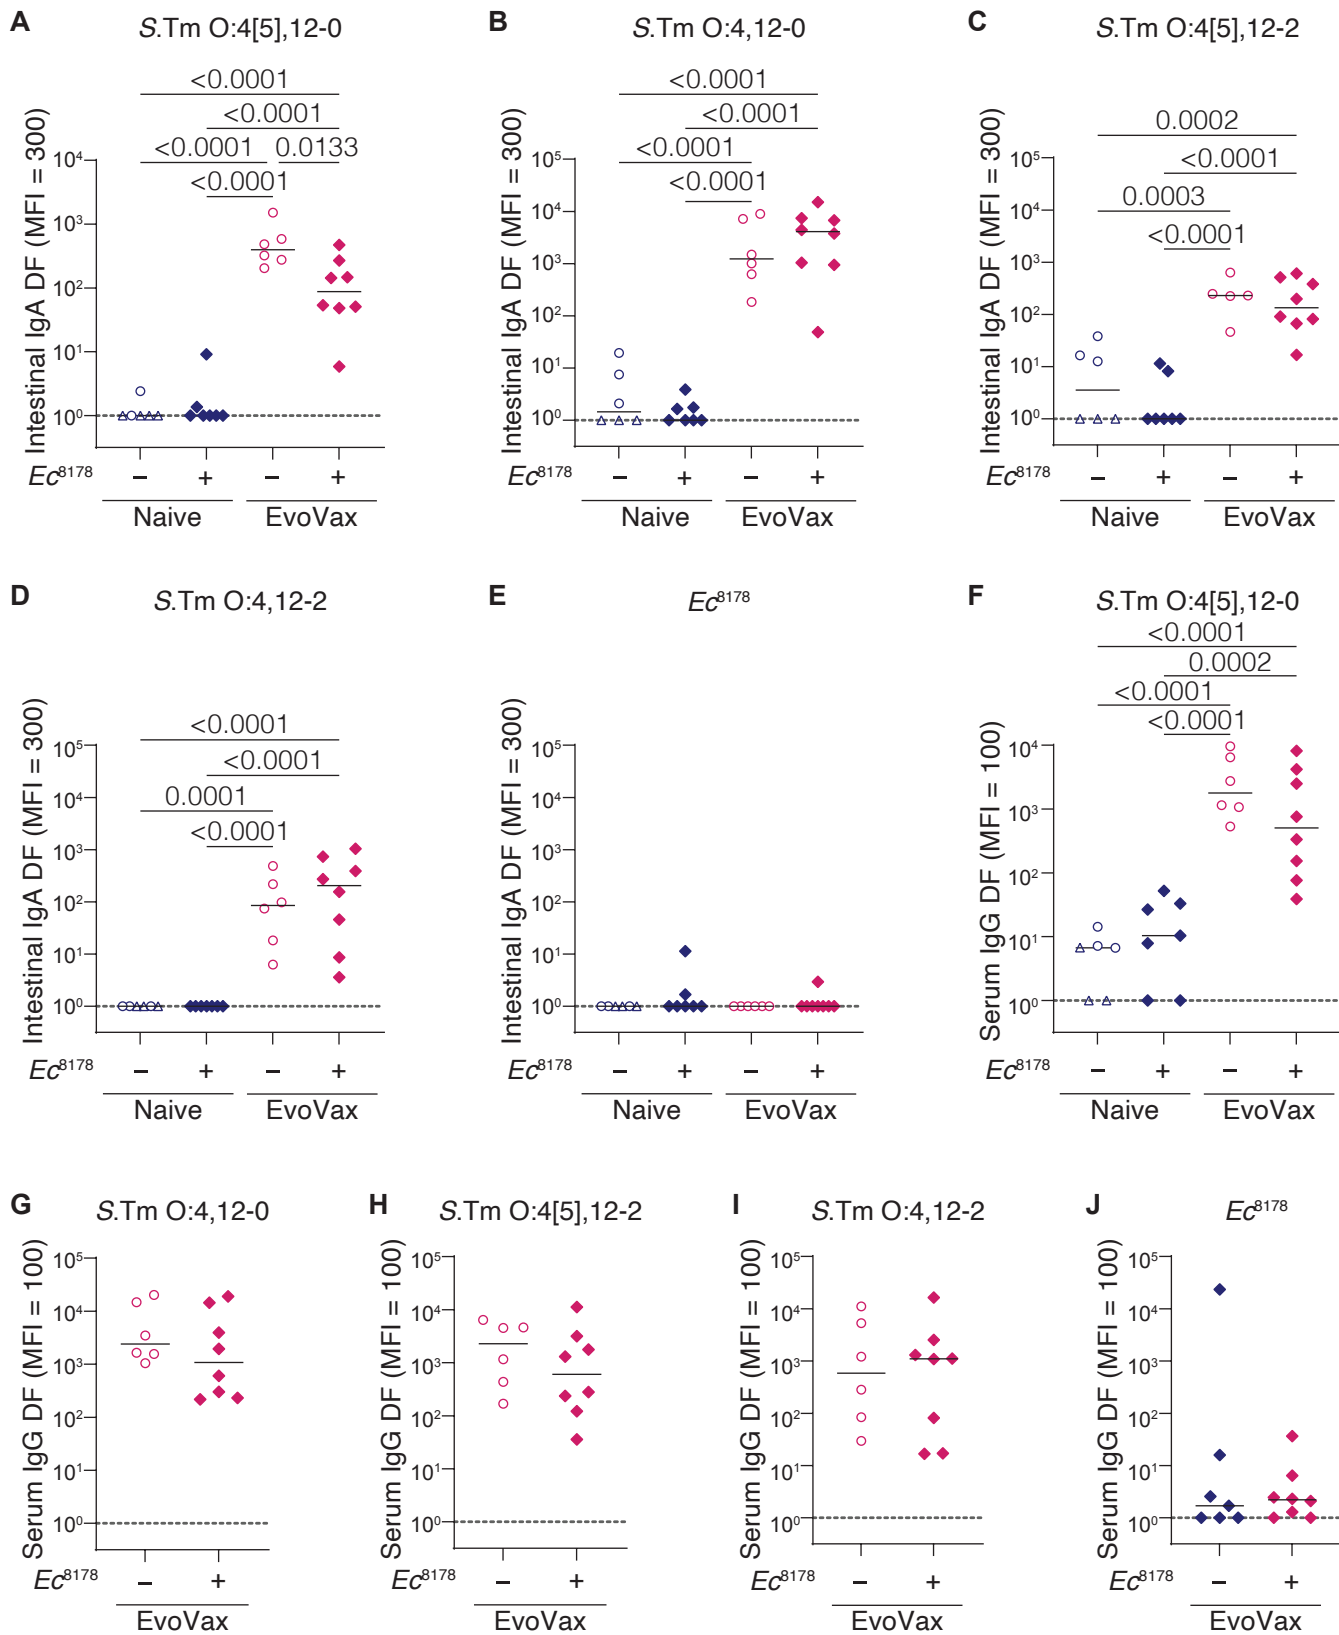 A
S.Tm O:4[5],12-0
<0.0001
<0.0001
<0.0001
0.0133
<0.0001
Intestinal IgA DF (MFI = 300)
10⁴
10³
10²
10¹
10⁰
Ec⁸¹⁷⁸
– + – +
Naive EvoVax
B
S.Tm O:4,12-0
<0.0001
<0.0001
<0.0001
<0.0001
Intestinal IgA DF (MFI = 300)
10⁵
10⁴
10³
10²
10¹
10⁰
Ec⁸¹⁷⁸
– + – +
Naive EvoVax
C
S.Tm O:4[5],12-2
0.0002
<0.0001
0.0003
<0.0001
Intestinal IgA DF (MFI = 300)
10⁵
10⁴
10³
10²
10¹
10⁰
Ec⁸¹⁷⁸
– + – +
Naive EvoVax
D
S.Tm O:4,12-2
<0.0001
<0.0001
0.0001
<0.0001
Intestinal IgA DF (MFI = 300)
10⁵
10⁴
10³
10²
10¹
10⁰
Ec⁸¹⁷⁸
– + – +
Naive EvoVax
E
Ec⁸¹⁷⁸
Intestinal IgA DF (MFI = 300)
10⁵
10⁴
10³
10²
10¹
10⁰
Ec⁸¹⁷⁸
– + – +
Naive EvoVax
F
S.Tm O:4[5],12-0
<0.0001
0.0002
<0.0001
<0.0001
Serum IgG DF (MFI = 100)
10⁴
10³
10²
10¹
10⁰
Ec⁸¹⁷⁸
– + – +
Naive EvoVax
G
S.Tm O:4,12-0
Serum IgG DF (MFI = 100)
10⁵
10⁴
10³
10²
10¹
10⁰
Ec⁸¹⁷⁸
– +
EvoVax
H
S.Tm O:4[5],12-2
Serum IgG DF (MFI = 100)
10⁵
10⁴
10³
10²
10¹
10⁰
Ec⁸¹⁷⁸
– +
EvoVax
I
S.Tm O:4,12-2
Serum IgG DF (MFI = 100)
10⁵
10⁴
10³
10²
10¹
10⁰
Ec⁸¹⁷⁸
– +
EvoVax
J
Ec⁸¹⁷⁸
Serum IgG DF (MFI = 100)
10⁵
10⁴
10³
10²
10¹
10⁰
Ec⁸¹⁷⁸
– +
EvoVax